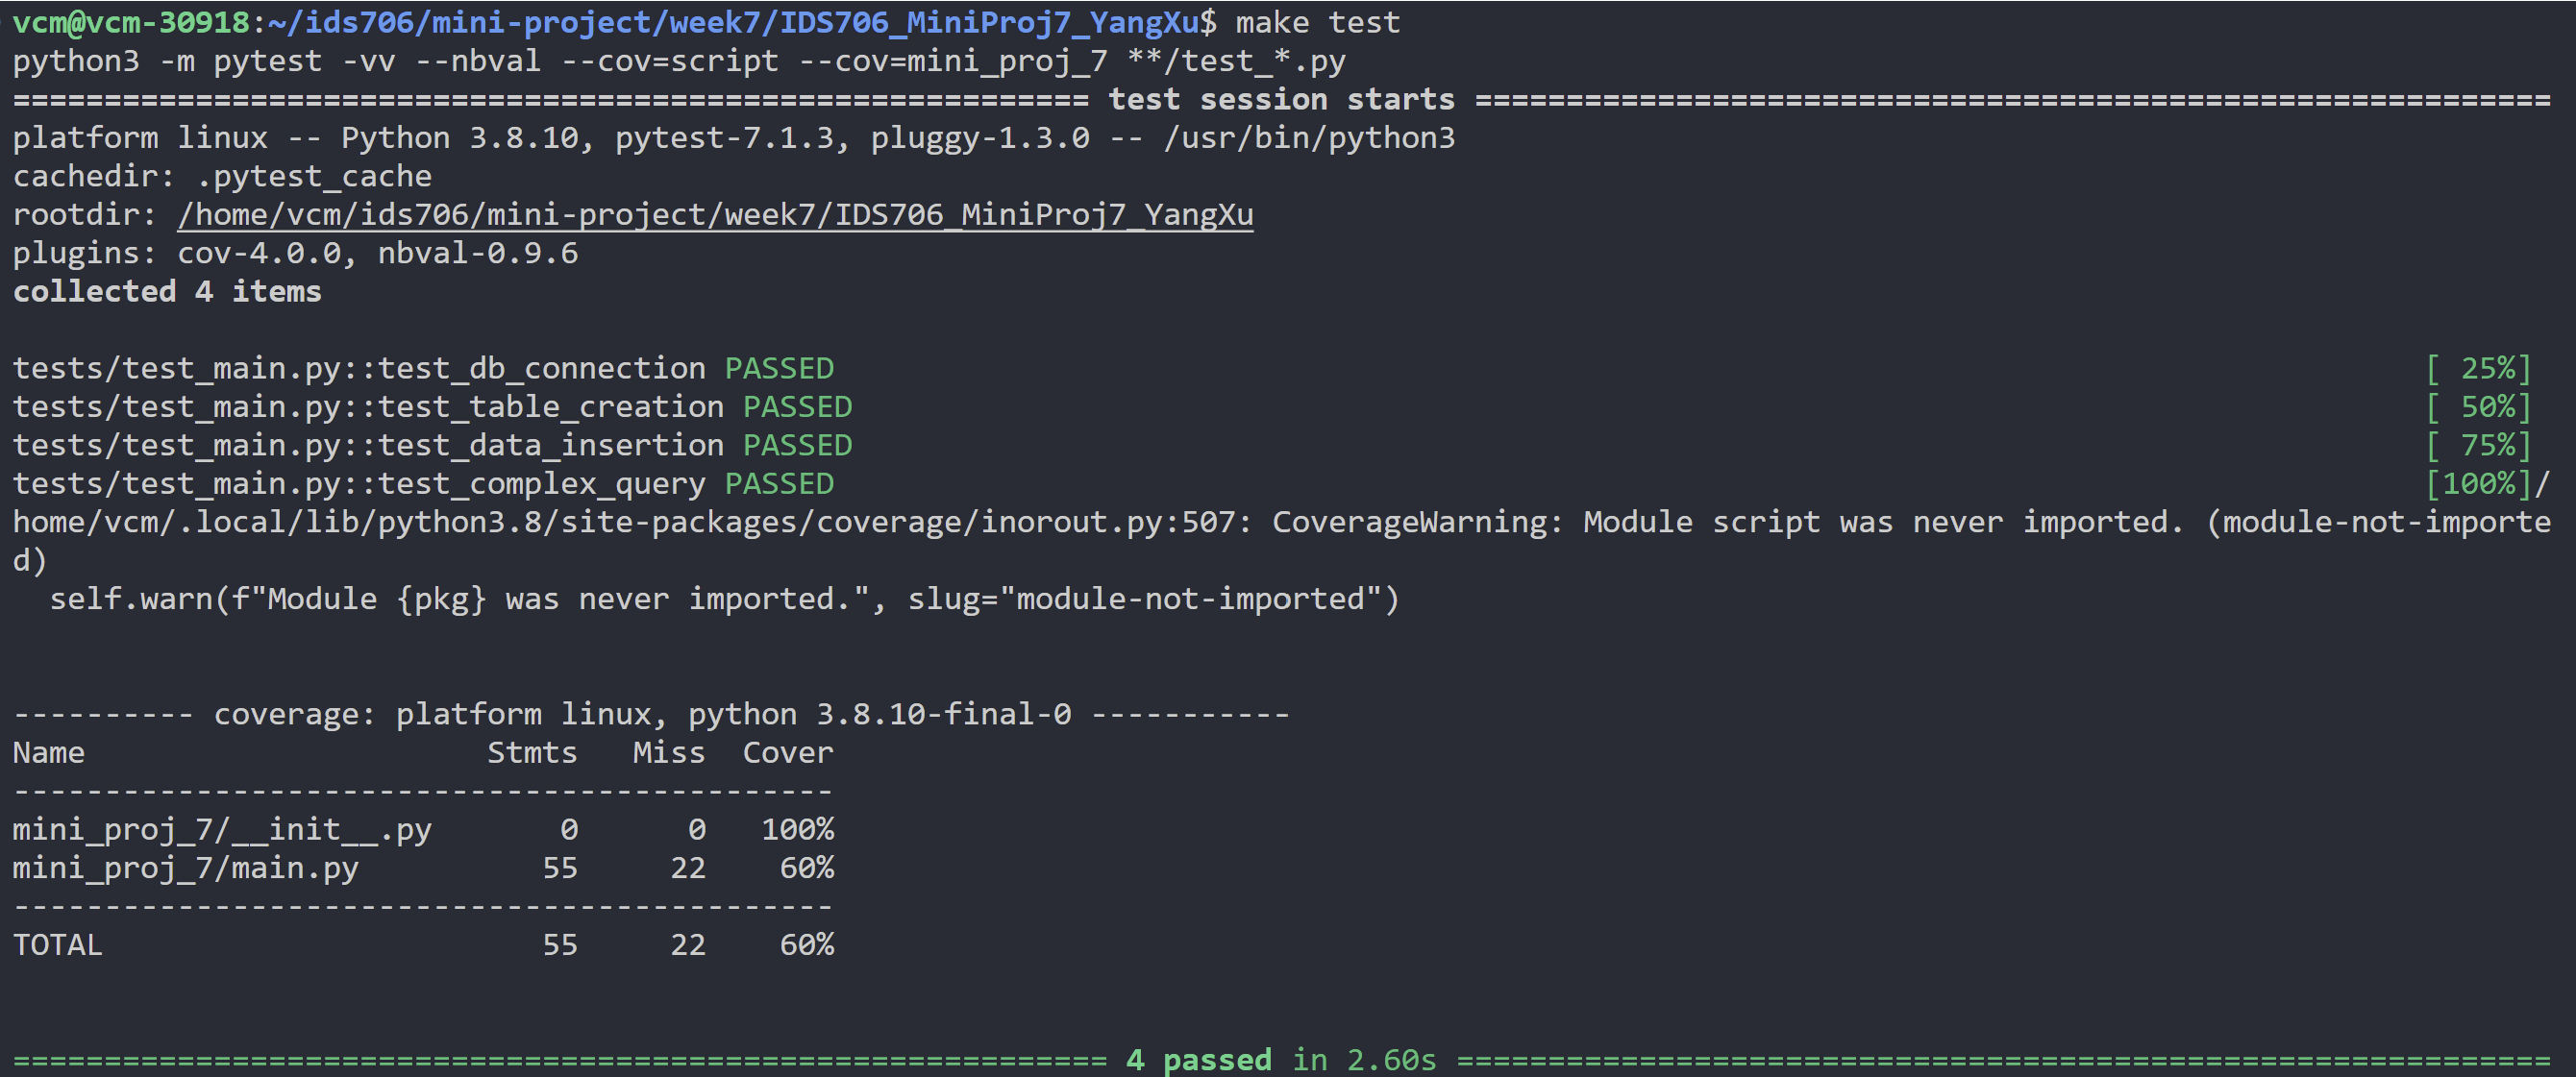 vcm@vcm-30918:~/ids706/mini-project/week7/IDS706_MiniProj7_YangXu$ make test
python3 -m pytest -vv --nbval --cov=script --cov=mini_proj_7 **/test_*.py
=========================================================== test session starts ===========================================================
platform linux -- Python 3.8.10, pytest-7.1.3, pluggy-1.3.0 -- /usr/bin/python3
cachedir: .pytest_cache
rootdir: /home/vcm/ids706/mini-project/week7/IDS706_MiniProj7_YangXu
plugins: cov-4.0.0, nbval-0.9.6
collected 4 items
tests/test_main.py::test_db_connection PASSED [ 25%]
tests/test_main.py::test_table_creation PASSED [ 50%]
tests/test_main.py::test_data_insertion PASSED [ 75%]
tests/test_main.py::test_complex_query PASSED [100%]/
home/vcm/.local/lib/python3.8/site-packages/coverage/inorout.py:507: CoverageWarning: Module script was never imported. (module-not-importe
d)
  self.warn(f"Module {pkg} was never imported.", slug="module-not-imported")
---------- coverage: platform linux, python 3.8.10-final-0 -----------
Name                      Stmts   Miss  Cover
---------------------------------------------
mini_proj_7/__init__.py       0      0   100%
mini_proj_7/main.py          55     22    60%
---------------------------------------------
TOTAL                        55     22    60%
============================================================ 4 passed in 2.60s ============================================================